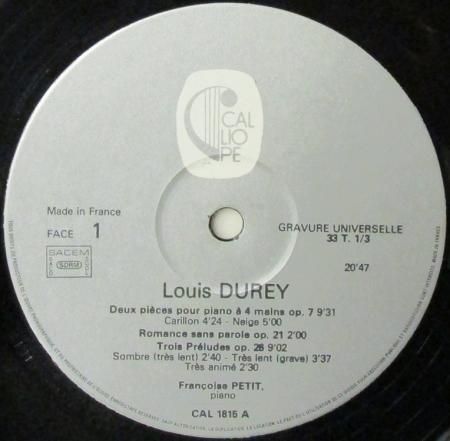 CAL
LIO
PE
Made in France
FACE 1
SACEM
SACD
SDRM
SGDL
GRAVURE UNIVERSELLE
33 T. 1/3
20'47
Louis DUREY
Deux pièces pour piano à 4 mains op. 7 9'31
Carillon 4'24 - Neige 5'00
Romance sans parole op. 21 2'00
Trois Préludes op. 26 9'02
Sombre (très lent) 2'40 - Très lent (grave) 3'37
Très animé 2'30
Françoise PETIT,
piano
CAL 1815 A